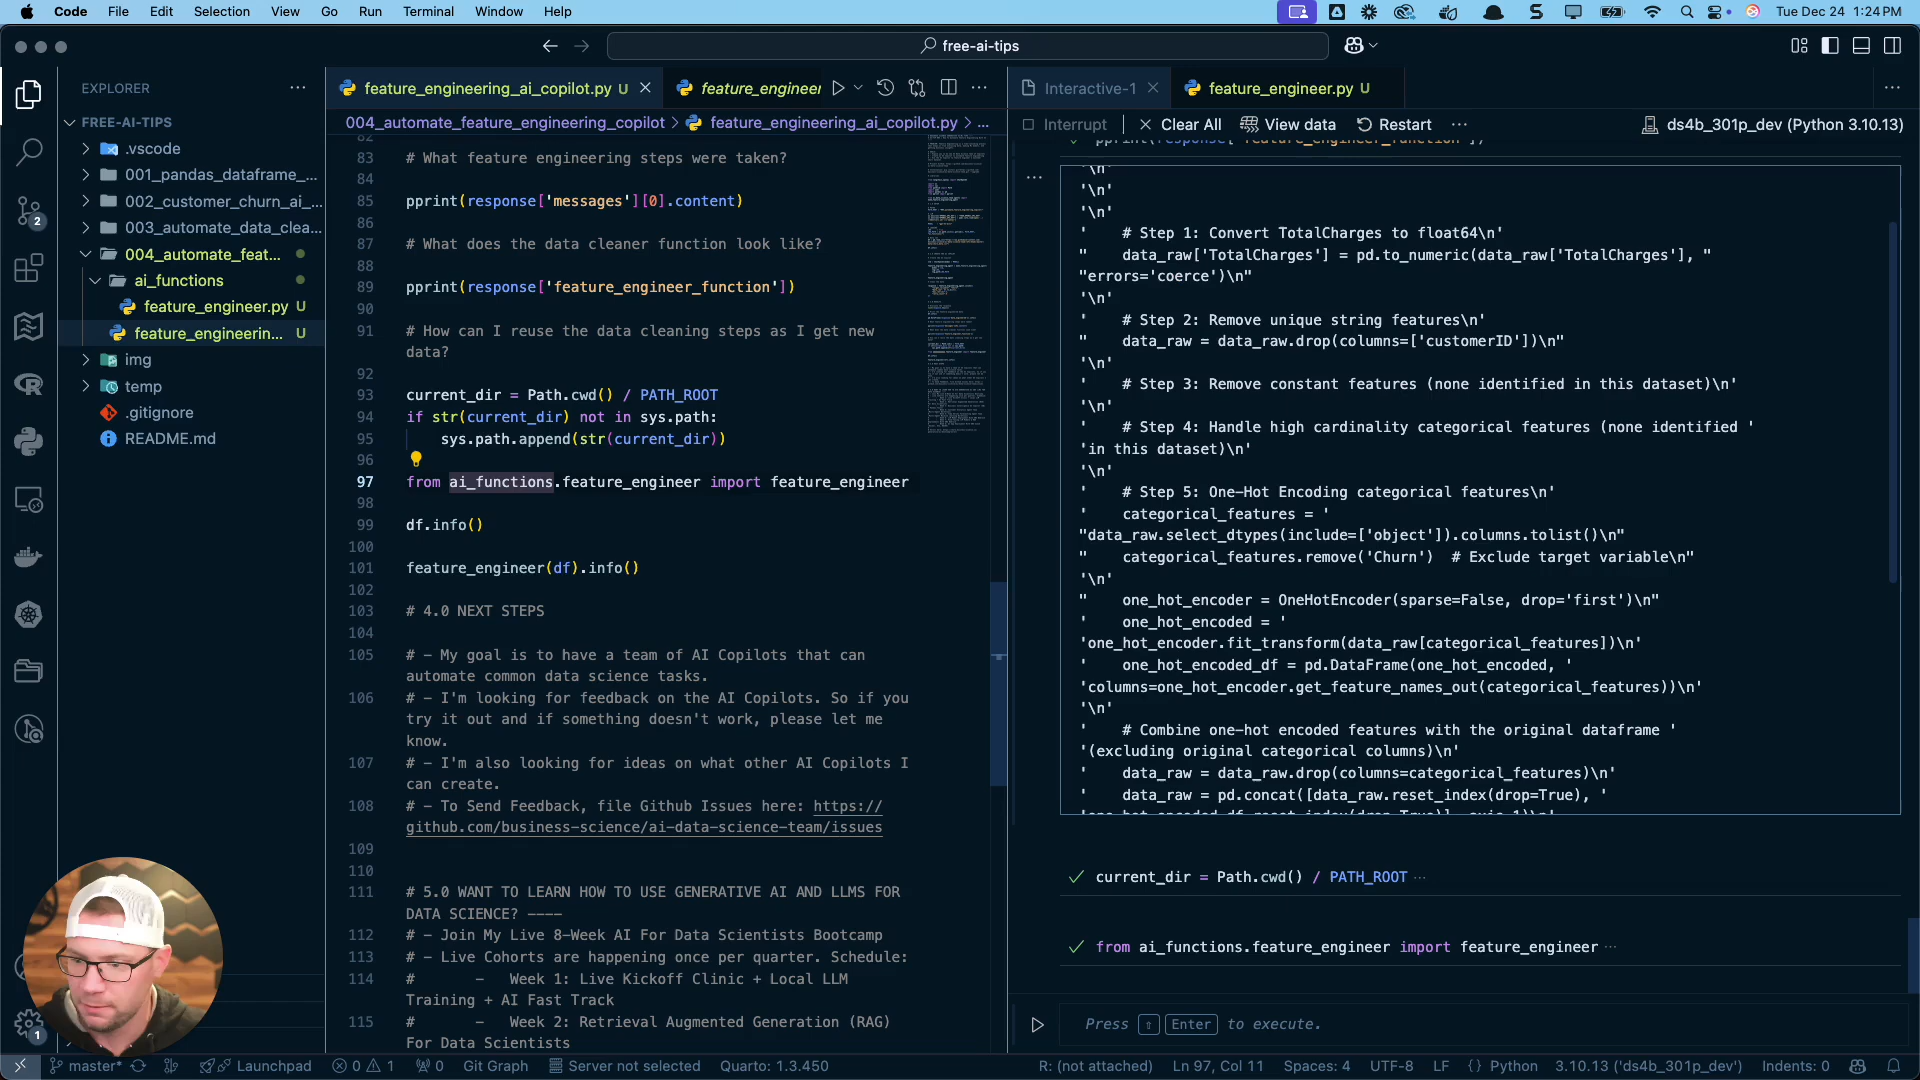 Code File Edit Selection View Go Run Terminal Window Help
Tue Dec 24 1:24 PM
free-ai-tips
EXPLORER
FREE-AI-TIPS
.vscode
001_pandas_dataframe_...
002_customer_churn_ai_...
003_automate_data_clea...
004_automate_feat...
ai_functions
feature_engineer.py U
feature_engineerin... U
img
temp
.gitignore
README.md
2
1
feature_engineering_ai_copilot.py U
feature_engineer
004_automate_feature_engineering_copilot > feature_engineering_ai_copilot.py > ...
82
83 # What feature engineering steps were taken?
84
85 pprint(response['messages'][0].content)
86
87 # What does the data cleaner function look like?
88
89 pprint(response['feature_engineer_function'])
90
91 # How can I reuse the data cleaning steps as I get new
data?
92
93 current_dir = Path.cwd() / PATH_ROOT
94 if str(current_dir) not in sys.path:
95 sys.path.append(str(current_dir))
96
97 from ai_functions.feature_engineer import feature_engineer
98
99 df.info()
100
101 feature_engineer(df).info()
102
103 # 4.0 NEXT STEPS
104
105 # - My goal is to have a team of AI Copilots that can
automate common data science tasks.
106 # - I'm looking for feedback on the AI Copilots. So if you
try it out and if something doesn't work, please let me
know.
107 # - I'm also looking for ideas on what other AI Copilots I
can create.
108 # - To Send Feedback, file Github Issues here: https://
github.com/business-science/ai-data-science-team/issues
109
110
111 # 5.0 WANT TO LEARN HOW TO USE GENERATIVE AI AND LLMS FOR
DATA SCIENCE? ----
112 # - Join My Live 8-Week AI For Data Scientists Bootcamp
113 # - Live Cohorts are happening once per quarter. Schedule:
114 # - Week 1: Live Kickoff Clinic + Local LLM
Training + AI Fast Track
115 # - Week 2: Retrieval Augmented Generation (RAG)
For Data Scientists
Interactive-1
feature_engineer.py U
Interrupt | Clear All View data Restart ...
ds4b_301p_dev (Python 3.10.13)
pprint(response['feature_engineer_function'])
'\n'
'\n'
'\n'
' # Step 1: Convert TotalCharges to float64\n'
" data_raw['TotalCharges'] = pd.to_numeric(data_raw['TotalCharges'], "
"errors='coerce')\n"
'\n'
' # Step 2: Remove unique string features\n'
" data_raw = data_raw.drop(columns=['customerID'])\n"
'\n'
' # Step 3: Remove constant features (none identified in this dataset)\n'
'\n'
' # Step 4: Handle high cardinality categorical features (none identified '
'in this dataset)\n'
'\n'
' # Step 5: One-Hot Encoding categorical features\n'
' categorical_features = '
"data_raw.select_dtypes(include=['object']).columns.tolist()\n"
" categorical_features.remove('Churn')  # Exclude target variable\n"
'\n'
" one_hot_encoder = OneHotEncoder(sparse=False, drop='first')\n"
' one_hot_encoded = '
'one_hot_encoder.fit_transform(data_raw[categorical_features])\n'
' one_hot_encoded_df = pd.DataFrame(one_hot_encoded, '
'columns=one_hot_encoder.get_feature_names_out(categorical_features))\n'
'\n'
' # Combine one-hot encoded features with the original dataframe '
'(excluding original categorical columns)\n'
' data_raw = data_raw.drop(columns=categorical_features)\n'
' data_raw = pd.concat([data_raw.reset_index(drop=True), '
'one_hot_encoded_df.reset_index(drop=True)], axis=1)\n'
current_dir = Path.cwd() / PATH_ROOT ...
from ai_functions.feature_engineer import feature_engineer ...
Press ⇧ Enter to execute.
master* Launchpad 0 1 0 Git Graph Server not selected Quarto: 1.3.450
R: (not attached) Ln 97, Col 11 Spaces: 4 UTF-8 LF Python 3.10.13 ('ds4b_301p_dev') Indents: 0